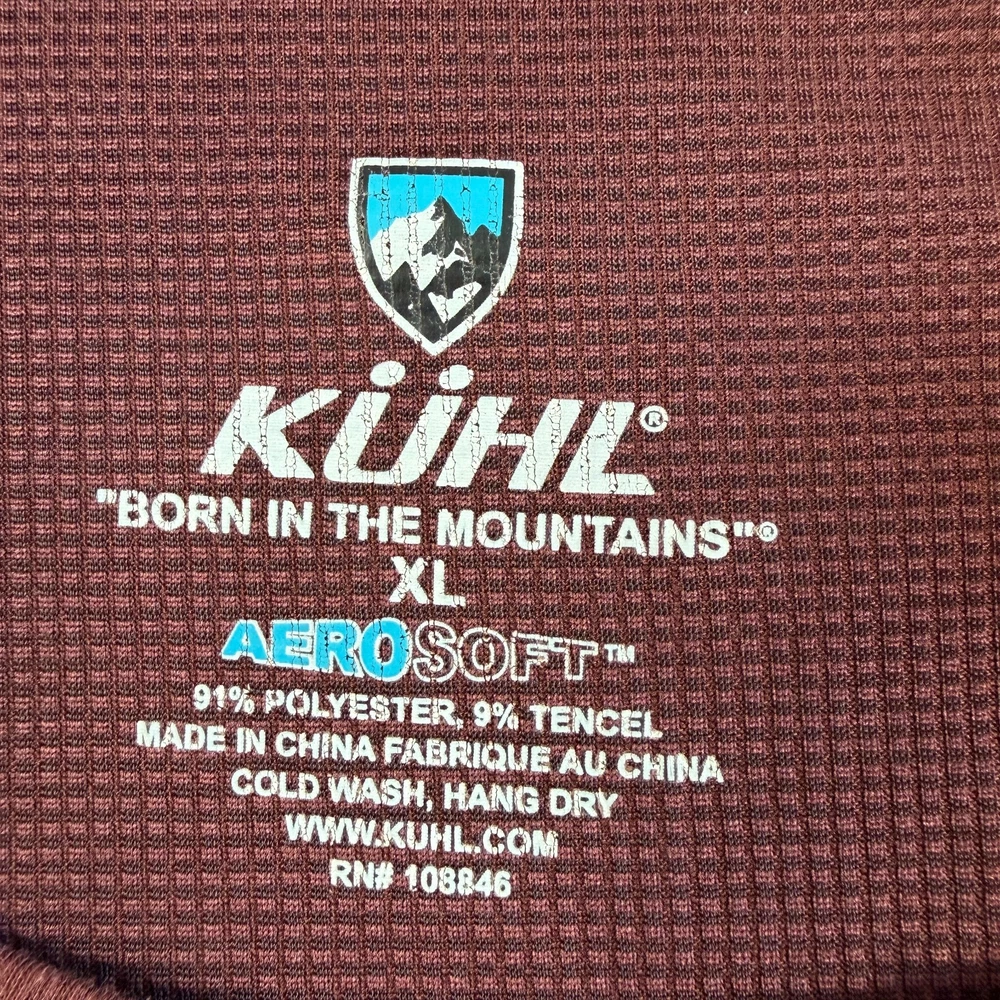 KÜHL®
"BORN IN THE MOUNTAINS"®
XL
AEROSOFT™
91% POLYESTER, 9% TENCEL
MADE IN CHINA FABRIQUE AU CHINA
COLD WASH, HANG DRY
WWW.KUHL.COM
RN# 108846